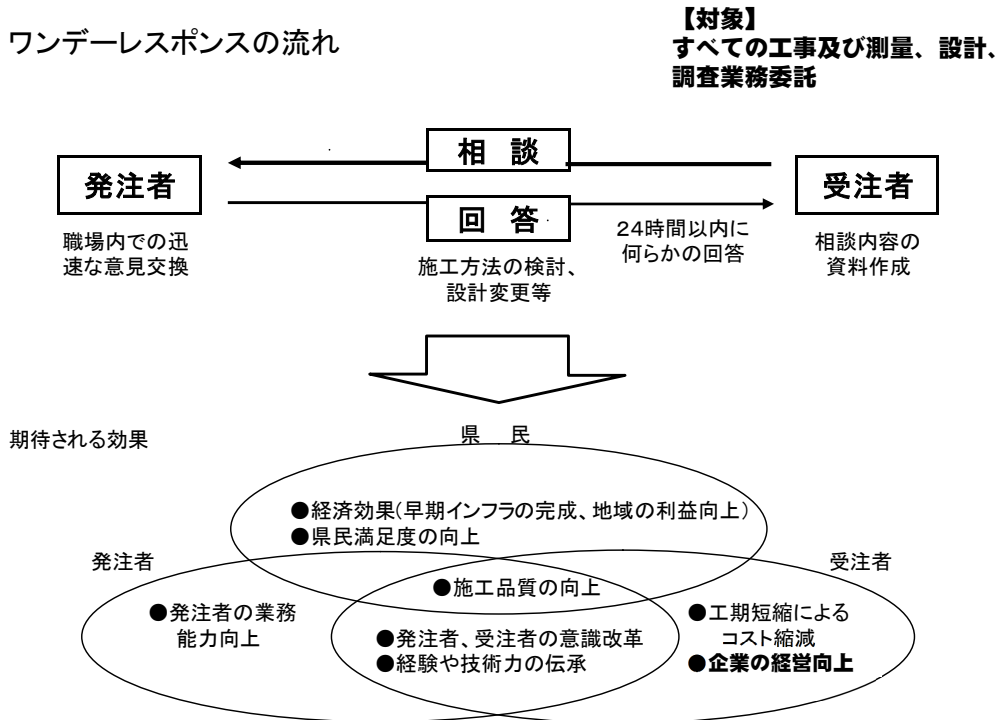 ワンデーレスポンスの流れ
【対象】
すべての工事及び測量、設計、
調査業務委託
相 談
発注者
受注者
回 答
職場内での迅
速な意見交換
施工方法の検討、
設計変更等
24時間以内に
何らかの回答
相談内容の
資料作成
期待される効果
県 民
●経済効果(早期インフラの完成、地域の利益向上)
●県民満足度の向上
発注者
受注者
●施工品質の向上
●発注者の業務
能力向上
●発注者、受注者の意識改革
●経験や技術力の伝承
●工期短縮による
コスト縮減
●企業の経営向上